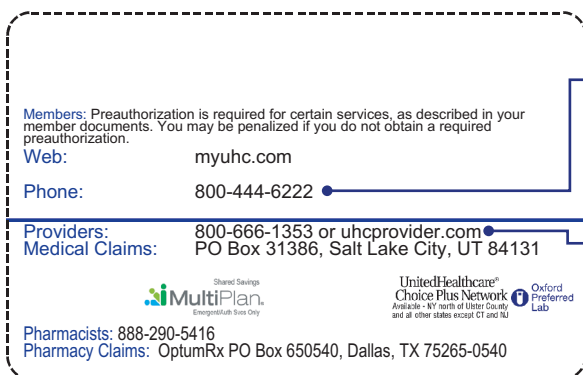 Members: Preauthorization is required for certain services, as described in your
member documents. You may be penalized if you do not obtain a required
preauthorization.
Web: myuhc.com
Phone: 800-444-6222
Providers: 800-666-1353 or uhcprovider.com
Medical Claims: PO Box 31386, Salt Lake City, UT 84131
Shared Savings
MultiPlan®
Emergent/Auth Svcs Only
UnitedHealthcare®
Choice Plus Network
Available - NY north of Ulster County
and all other states except CT and NJ
Oxford
Preferred
Lab
Pharmacists: 888-290-5416
Pharmacy Claims: OptumRx PO Box 650540, Dallas, TX 75265-0540